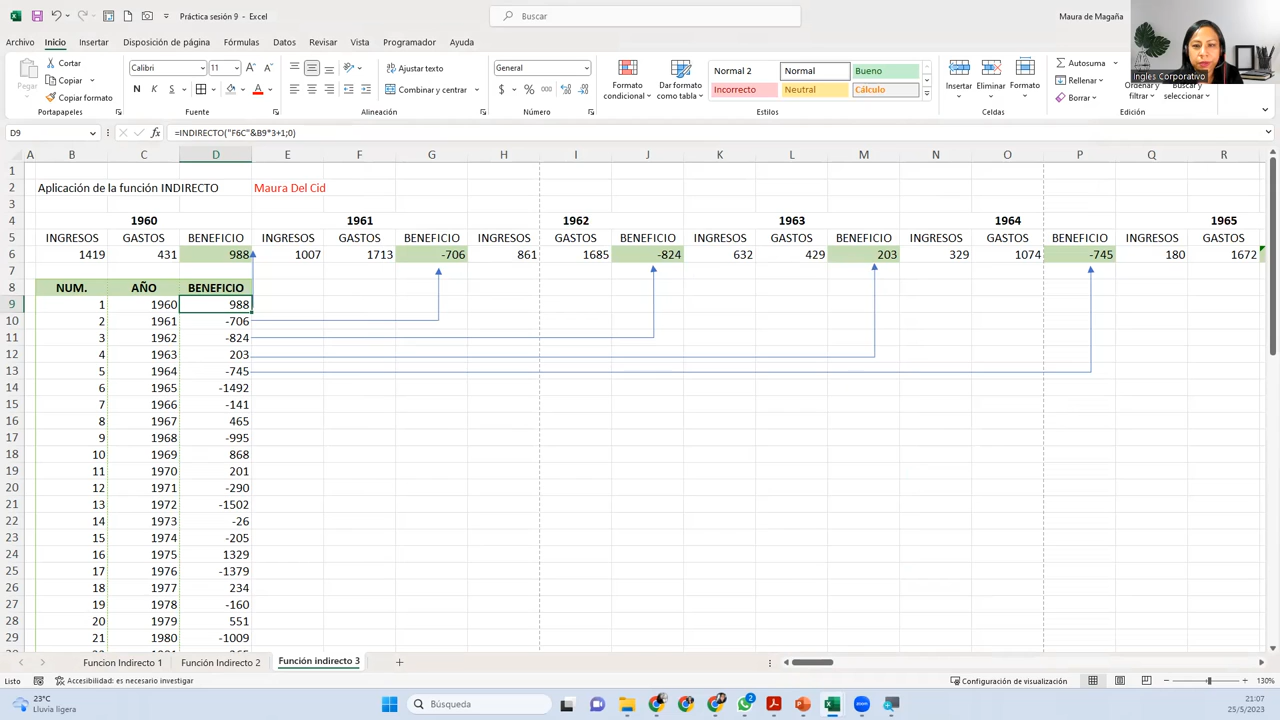 Práctica sesión 9 - Excel
Buscar
Maura de Magaña
Archivo Inicio Insertar Disposición de página Fórmulas Datos Revisar Vista Programador Ayuda
Pegar
Cortar
Copiar
Copiar formato
Portapapeles
Calibri 11
N K S
Fuente
Ajustar texto
Combinar y centrar
Alineación
General
$ % 000
Número
Formato condicional
Dar formato como tabla
Normal 2 Normal Bueno
Incorrecto Neutral Cálculo
Estilos
Insertar Eliminar Formato
Celdas
Autosuma
Rellenar
Borrar
Ordenar y filtrar
Buscar y seleccionar
Ingles Corporativo
D9
=INDIRECTO("F6C"&B9*3+1;0)
A B C D E F G H I J K L M N O P Q R
1
2 Aplicación de la función INDIRECTO Maura Del Cid
3
4 1960 1961 1962 1963 1964 1965
5 INGRESOS GASTOS BENEFICIO INGRESOS GASTOS BENEFICIO INGRESOS GASTOS BENEFICIO INGRESOS GASTOS BENEFICIO INGRESOS GASTOS BENEFICIO INGRESOS GASTOS
6 1419 431 988 1007 1713 -706 861 1685 -824 632 429 203 329 1074 -745 180 1672
7
8 NUM. AÑO BENEFICIO
9 1 1960 988
10 2 1961 -706
11 3 1962 -824
12 4 1963 203
13 5 1964 -745
14 6 1965 -1492
15 7 1966 -141
16 8 1967 465
17 9 1968 -995
18 10 1969 868
19 11 1970 201
20 12 1971 -290
21 13 1972 -1502
22 14 1973 -26
23 15 1974 -205
24 16 1975 1329
25 17 1976 -1379
26 18 1977 234
27 19 1978 -160
28 20 1979 551
29 21 1980 -1009
Funcion Indirecto 1 Función Indirecto 2 Función indirecto 3
Listo Accesibilidad: es necesario investigar Configuración de visualización 130%
23°C
Lluvia ligera
Búsqueda
2
21:07
25/5/2023